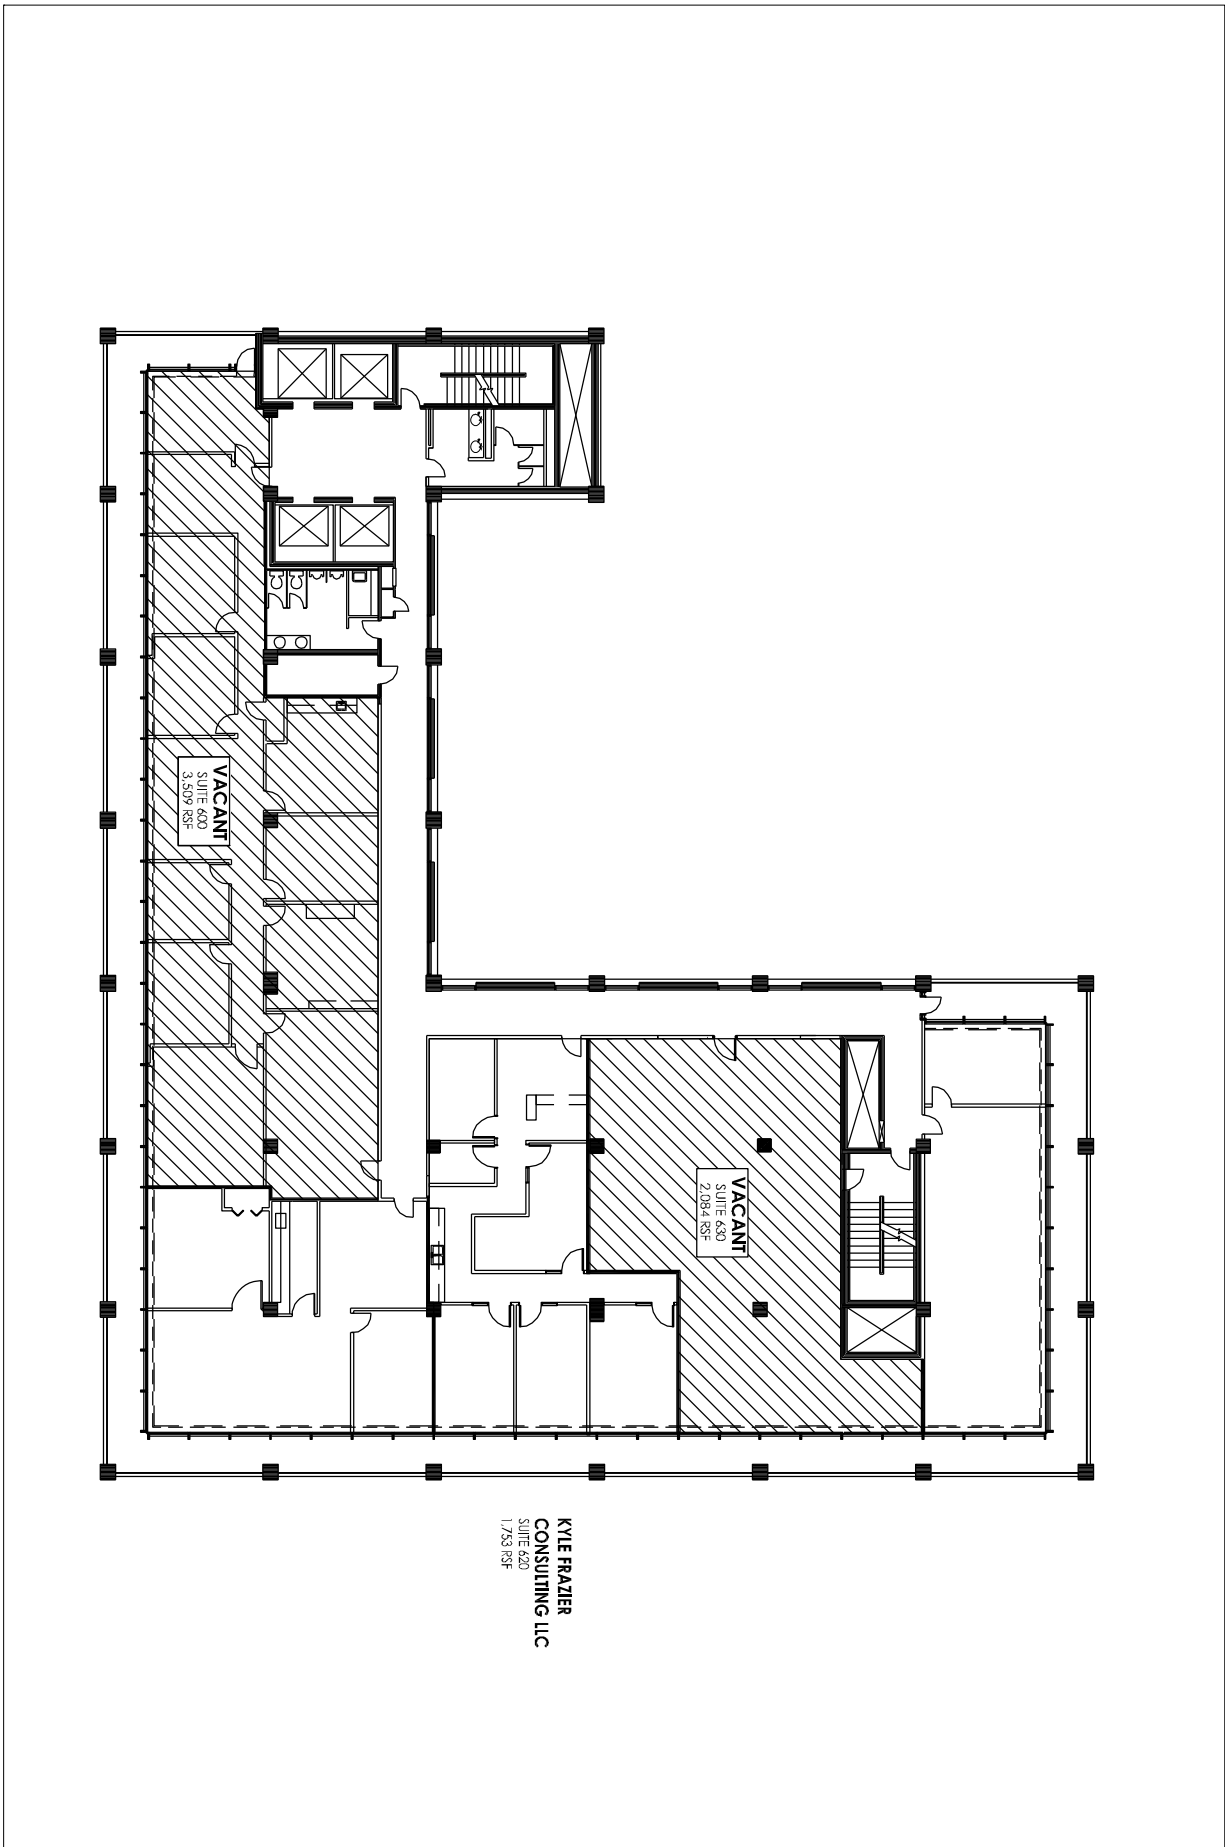 VACANT
SUITE 600
3,509 RSF
VACANT
SUITE 630
2,084 RSF
KYLE FRAZIER
CONSULTING LLC
SUITE 620
1,753 RSF